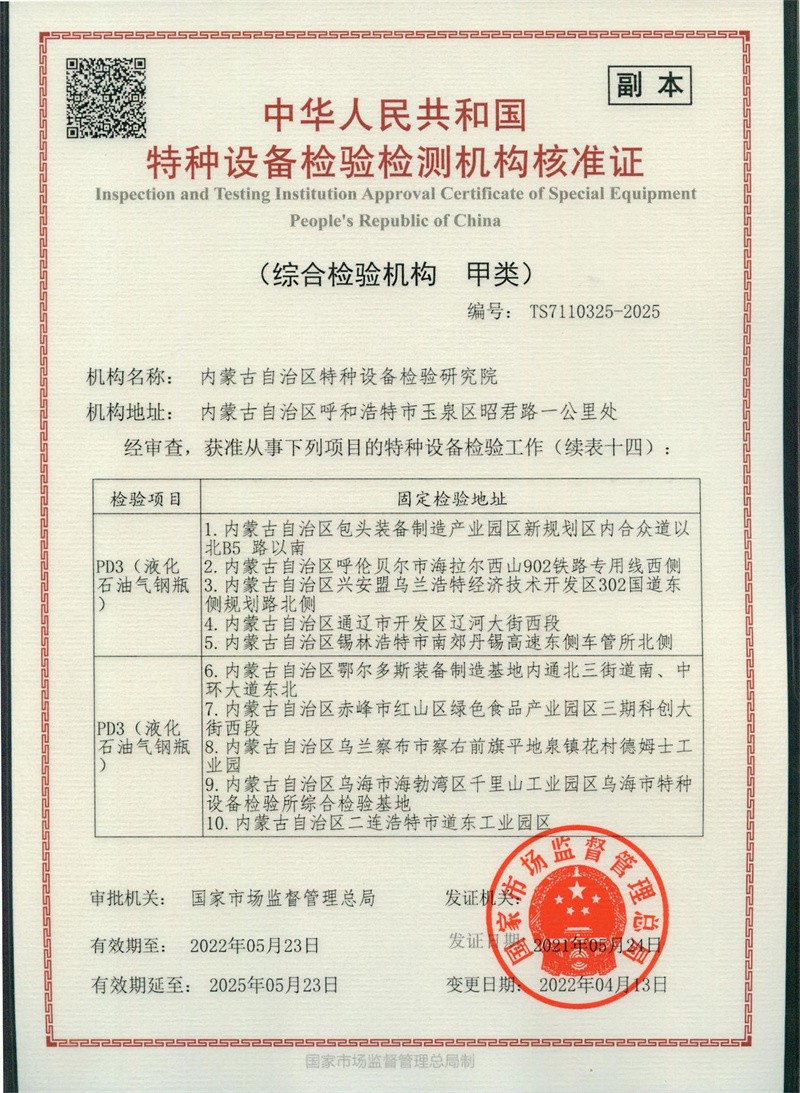 副 本
中华人民共和国
特种设备检验检测机构核准证
Inspection and Testing Institution Approval Certificate of Special Equipment
People's Republic of China
（综合检验机构 甲类）
编号： TS7110325-2025
机构名称： 内蒙古自治区特种设备检验研究院
机构地址： 内蒙古自治区呼和浩特市玉泉区昭君路一公里处
经审查，获准从事下列项目的特种设备检验工作（续表十四）：
检验项目 固定检验地址
PD3（液化
石油气钢瓶
）
1. 内蒙古自治区包头装备制造产业园区新规划区内合众道以
北B5 路以南
2. 内蒙古自治区呼伦贝尔市海拉尔西山902铁路专用线西侧
3. 内蒙古自治区兴安盟乌兰浩特经济技术开发区302国道东
侧规划路北侧
4. 内蒙古自治区通辽市开发区辽河大街西段
5. 内蒙古自治区锡林浩特市南郊丹锡高速东侧车管所北侧
PD3（液化
石油气钢瓶
）
6. 内蒙古自治区鄂尔多斯装备制造基地内通北三街道南、中
环大道东北
7. 内蒙古自治区赤峰市红山区绿色食品产业园区三期科创大
街西段
8. 内蒙古自治区乌兰察布市察右前旗平地泉镇花村德姆士工
业园
9. 内蒙古自治区乌海市海勃湾区千里山工业园区乌海市特种
设备检验所综合检验基地
10. 内蒙古自治区二连浩特市道东工业园区
审批机关： 国家市场监督管理总局 发证机关：
国家市场监督管理总局
有效期至： 2022年05月23日 发证日期： 2021年05月24日
有效期延至： 2025年05月23日 变更日期： 2022年04月13日
国家市场监督管理总局制